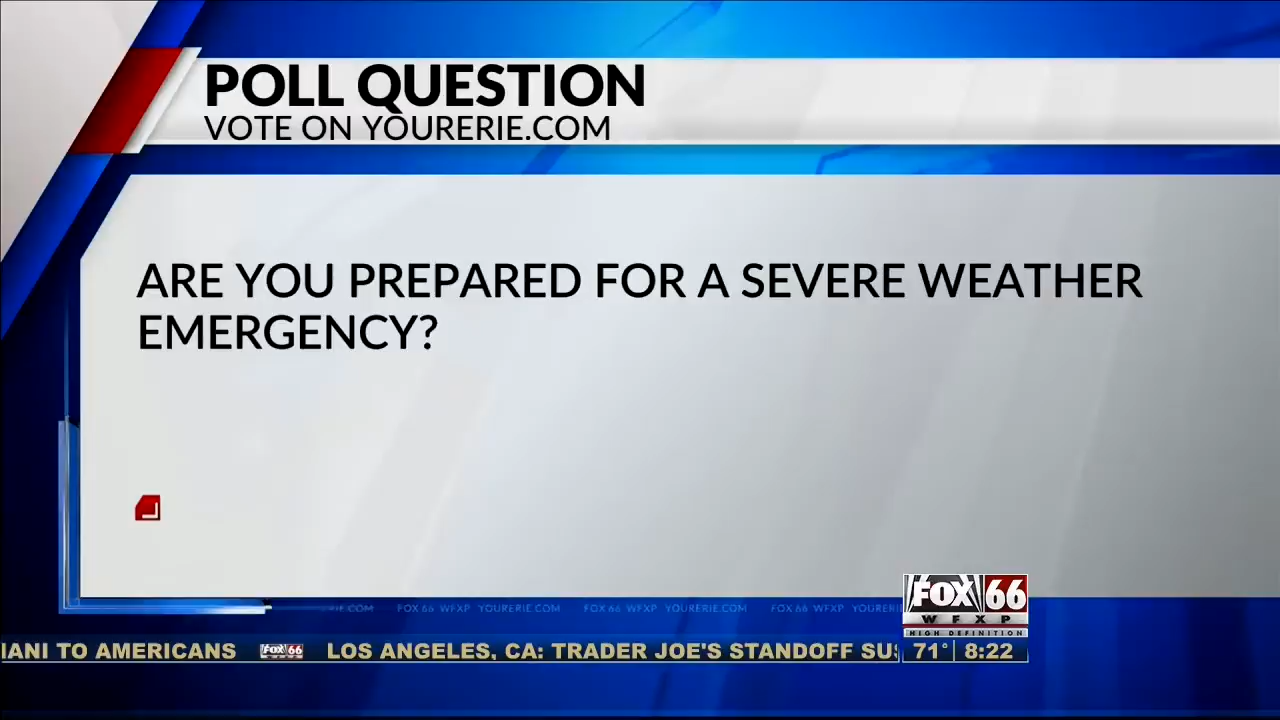 POLL QUESTION
VOTE ON YOURERIE.COM
ARE YOU PREPARED FOR A SEVERE WEATHER
EMERGENCY?
FOX 66
WFXP
HIGH DEFINITION
FOX 66 WFXP YOURERIE.COM FOX 66 WFXP YOURERIE.COM FOX 66 WFXP
IANI TO AMERICANS FOX 66 LOS ANGELES, CA: TRADER JOE'S STANDOFF 71° 8:22